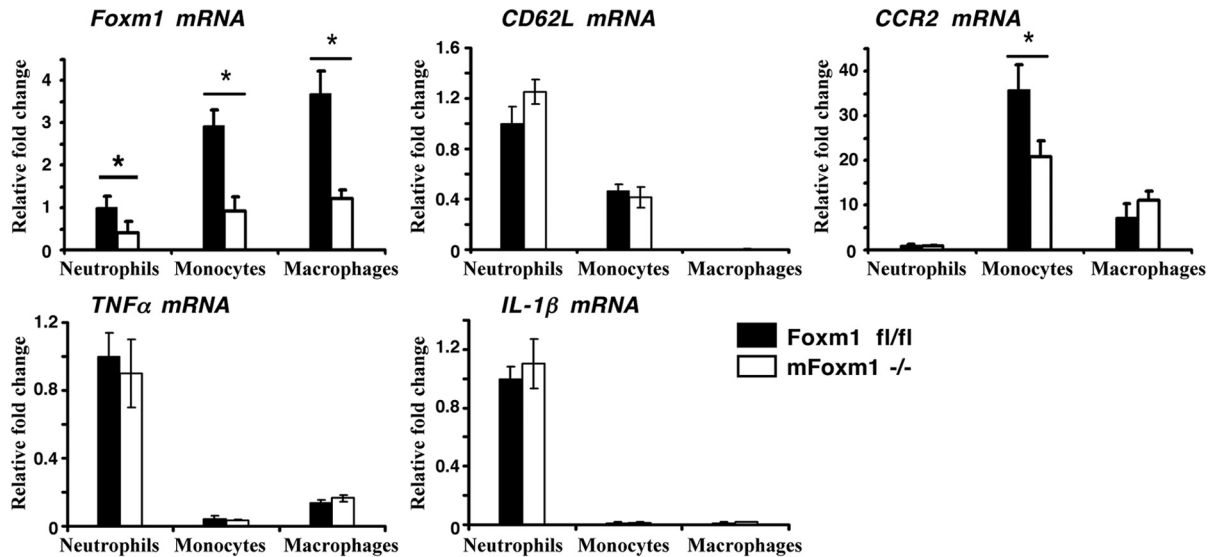 Foxm1 mRNA
Relative fold change
4
3
2
1
0
*
*
*
Neutrophils Monocytes Macrophages
CD62L mRNA
Relative fold change
1.6
1.2
0.8
0.4
0
Neutrophils Monocytes Macrophages
CCR2 mRNA
Relative fold change
40
30
20
10
0
*
Neutrophils Monocytes Macrophages
TNFα mRNA
Relative fold change
1.2
0.8
0.4
0
Neutrophils Monocytes Macrophages
IL-1β mRNA
Relative fold change
1.2
0.8
0.4
0
Neutrophils Monocytes Macrophages
Foxm1 fl/fl
mFoxm1 -/-